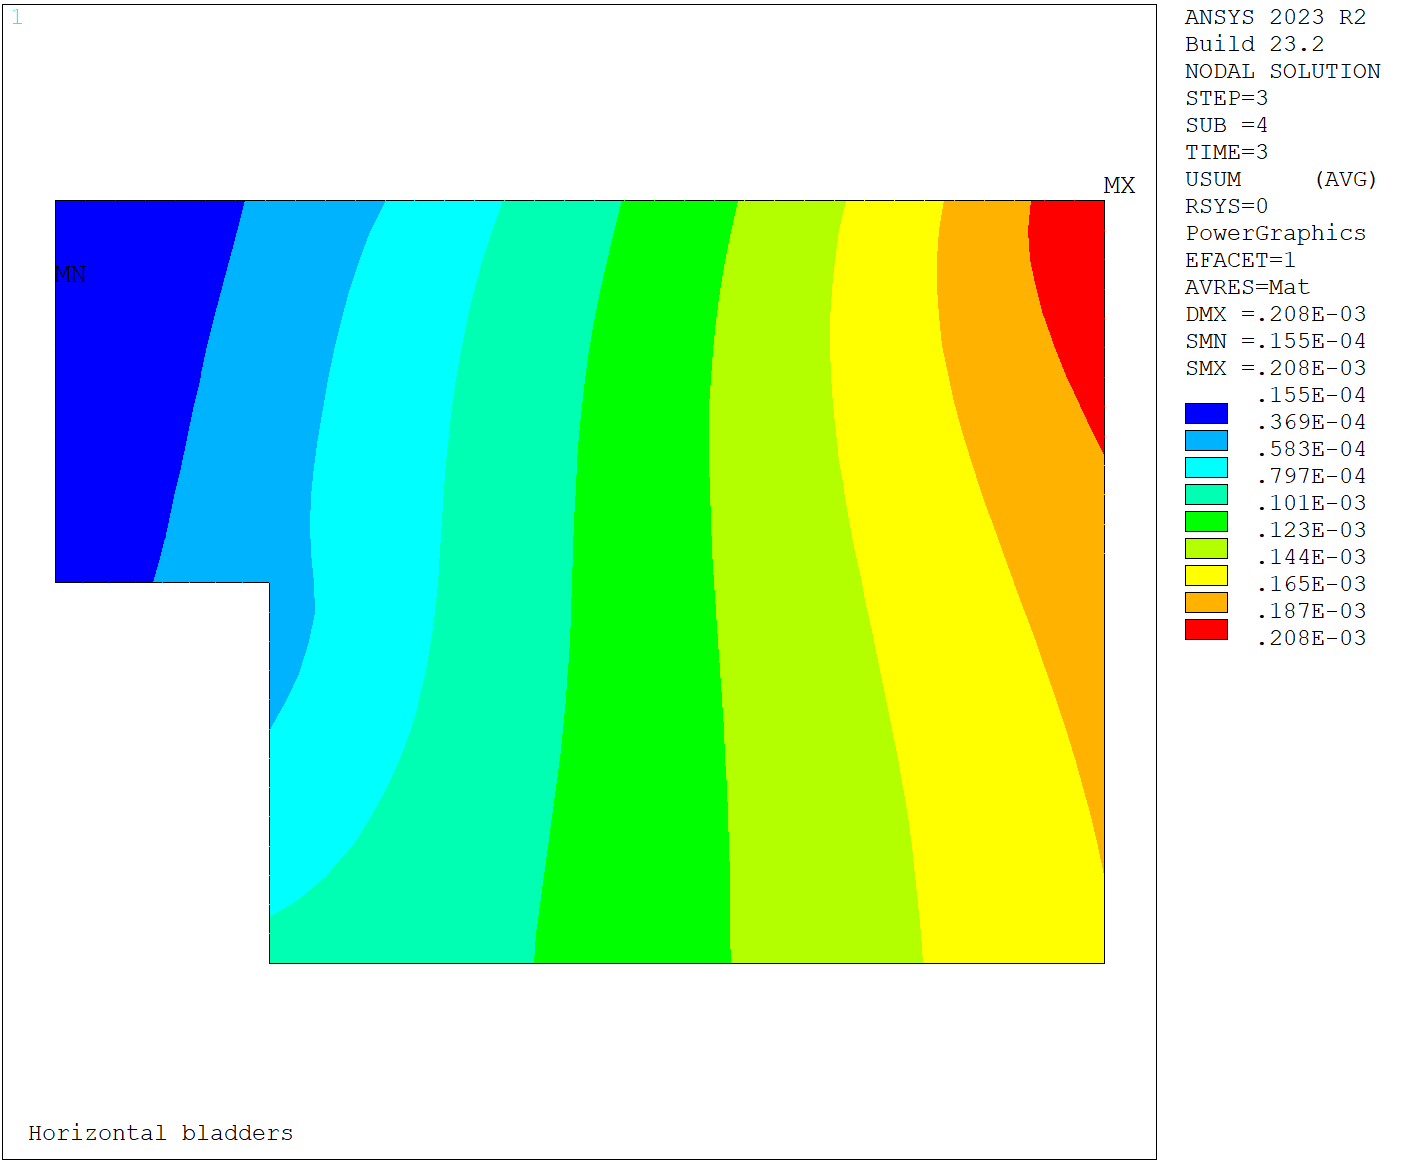 1
ANSYS 2023 R2
Build 23.2
NODAL SOLUTION
STEP=3
SUB =4
TIME=3
USUM     (AVG)
RSYS=0
PowerGraphics
EFACET=1
AVRES=Mat
DMX =.208E-03
SMN =.155E-04
SMX =.208E-03
.155E-04
.369E-04
.583E-04
.797E-04
.101E-03
.123E-03
.144E-03
.165E-03
.187E-03
.208E-03
MX
MN
Horizontal bladders